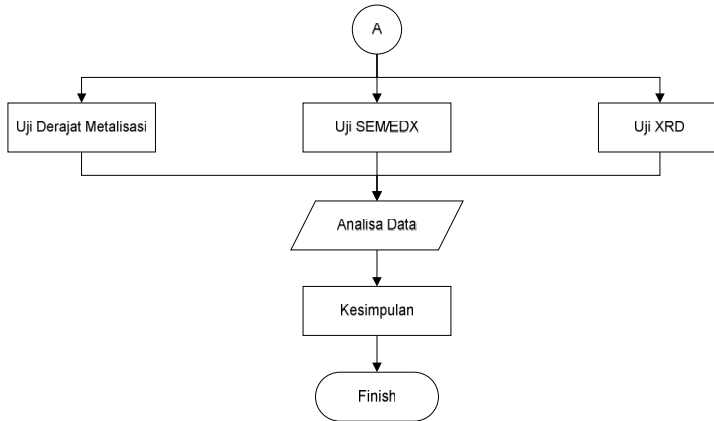 A
Uji Derajat Metalisasi
Uji SEM/EDX
Uji XRD
Analisa Data
Kesimpulan
Finish